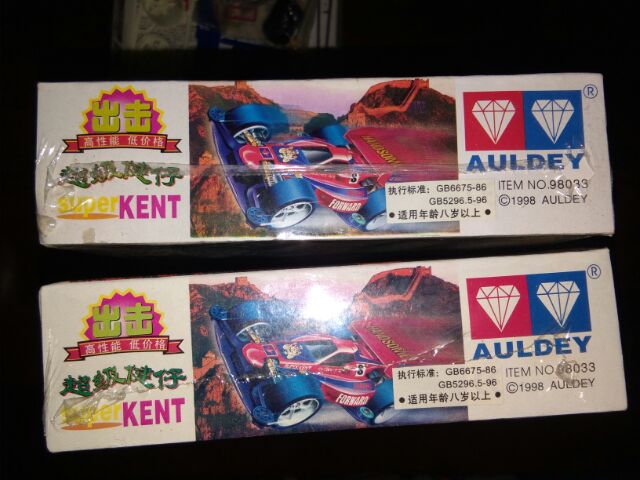 出击
高性能 低价格
超级健仔
super KENT
FORWARD
执行标准: GB6675-86
GB5296.5-96
●适用年龄八岁以上●
®
AULDEY
ITEM NO.98033
©1998 AULDEY
出击
高性能 低价格
超级健仔
super KENT
FORWARD
执行标准: GB6675-86
GB5296.5-96
●适用年龄八岁以上●
®
AULDEY
ITEM NO.98033
©1998 AULDEY